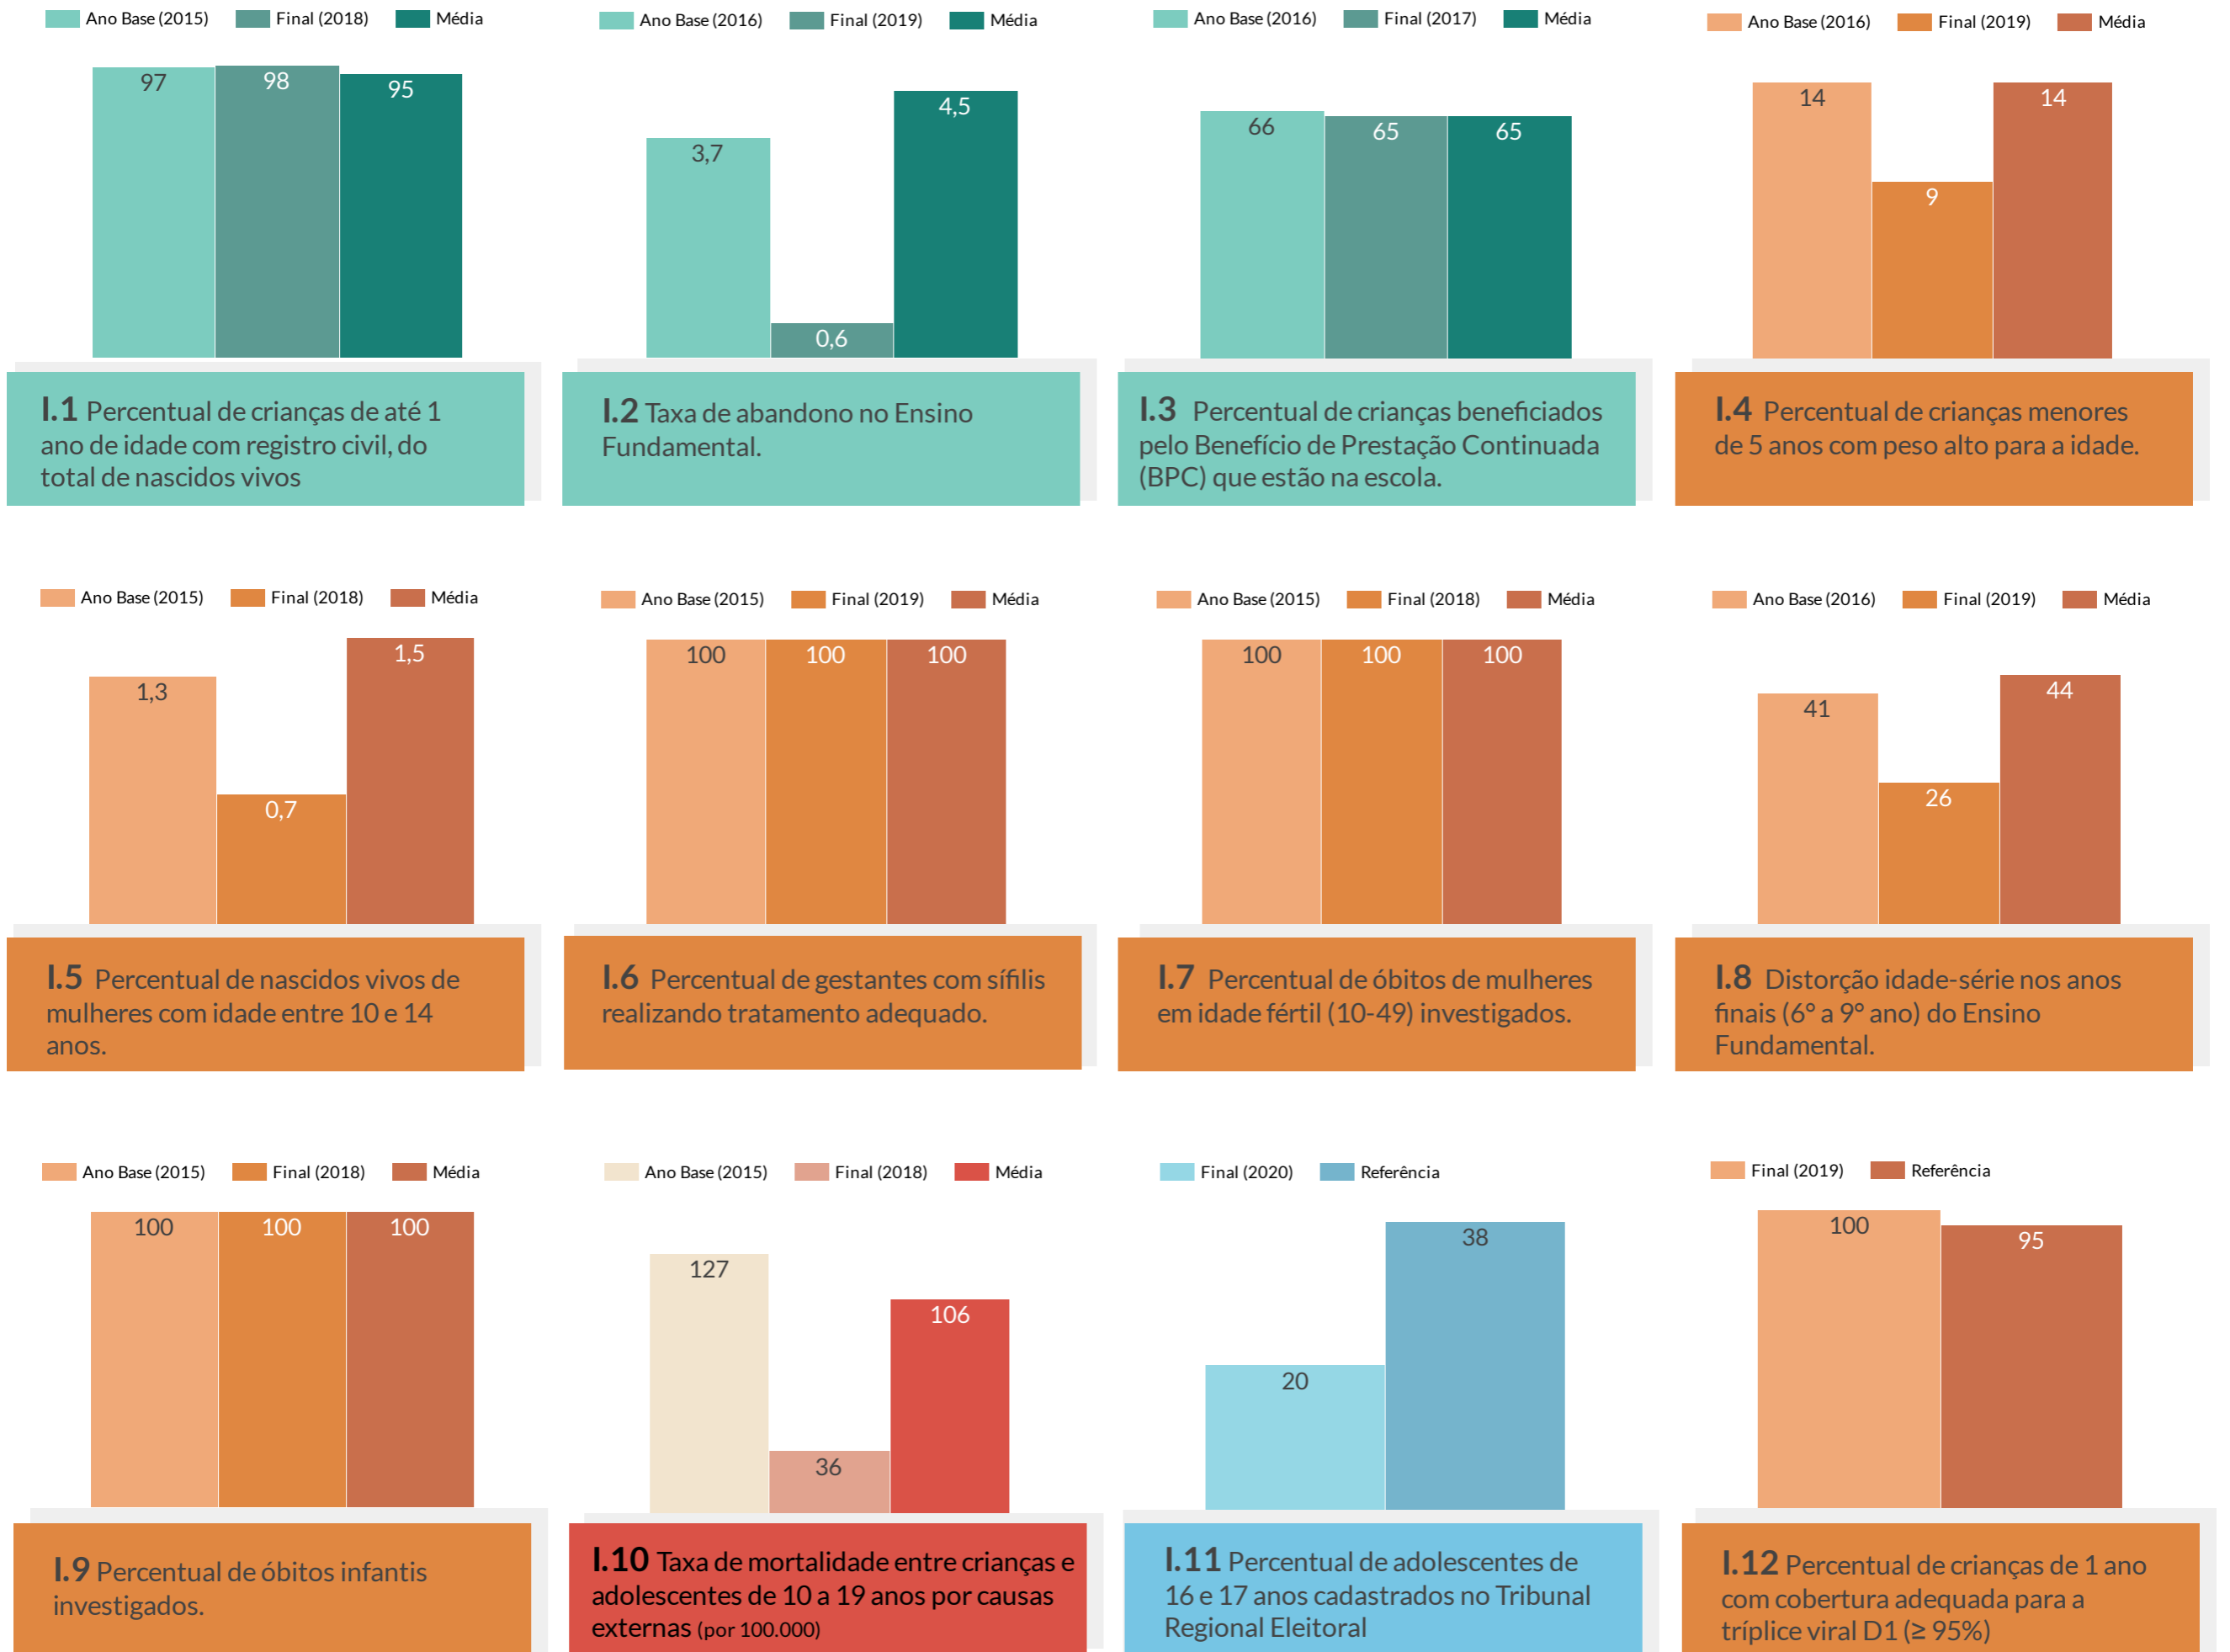 Ano Base (2015) Final (2018) Média
97 98 95
I.1 Percentual de crianças de até 1
ano de idade com registro civil, do
total de nascidos vivos
Ano Base (2016) Final (2019) Média
3,7 0,6 4,5
I.2 Taxa de abandono no Ensino
Fundamental.
Ano Base (2016) Final (2017) Média
66 65 65
I.3 Percentual de crianças beneficiados
pelo Benefício de Prestação Continuada
(BPC) que estão na escola.
Ano Base (2016) Final (2019) Média
14 9 14
I.4 Percentual de crianças menores
de 5 anos com peso alto para a idade.
Ano Base (2015) Final (2018) Média
1,3 0,7 1,5
I.5 Percentual de nascidos vivos de
mulheres com idade entre 10 e 14
anos.
Ano Base (2015) Final (2019) Média
100 100 100
I.6 Percentual de gestantes com sífilis
realizando tratamento adequado.
Ano Base (2015) Final (2018) Média
100 100 100
I.7 Percentual de óbitos de mulheres
em idade fértil (10-49) investigados.
Ano Base (2016) Final (2019) Média
41 26 44
I.8 Distorção idade-série nos anos
finais (6° a 9° ano) do Ensino
Fundamental.
Ano Base (2015) Final (2018) Média
100 100 100
I.9 Percentual de óbitos infantis
investigados.
Ano Base (2015) Final (2018) Média
127 36 106
I.10 Taxa de mortalidade entre crianças e
adolescentes de 10 a 19 anos por causas
externas (por 100.000)
Final (2020) Referência
20 38
I.11 Percentual de adolescentes de
16 e 17 anos cadastrados no Tribunal
Regional Eleitoral
Final (2019) Referência
100 95
I.12 Percentual de crianças de 1 ano
com cobertura adequada para a
tríplice viral D1 (≥ 95%)